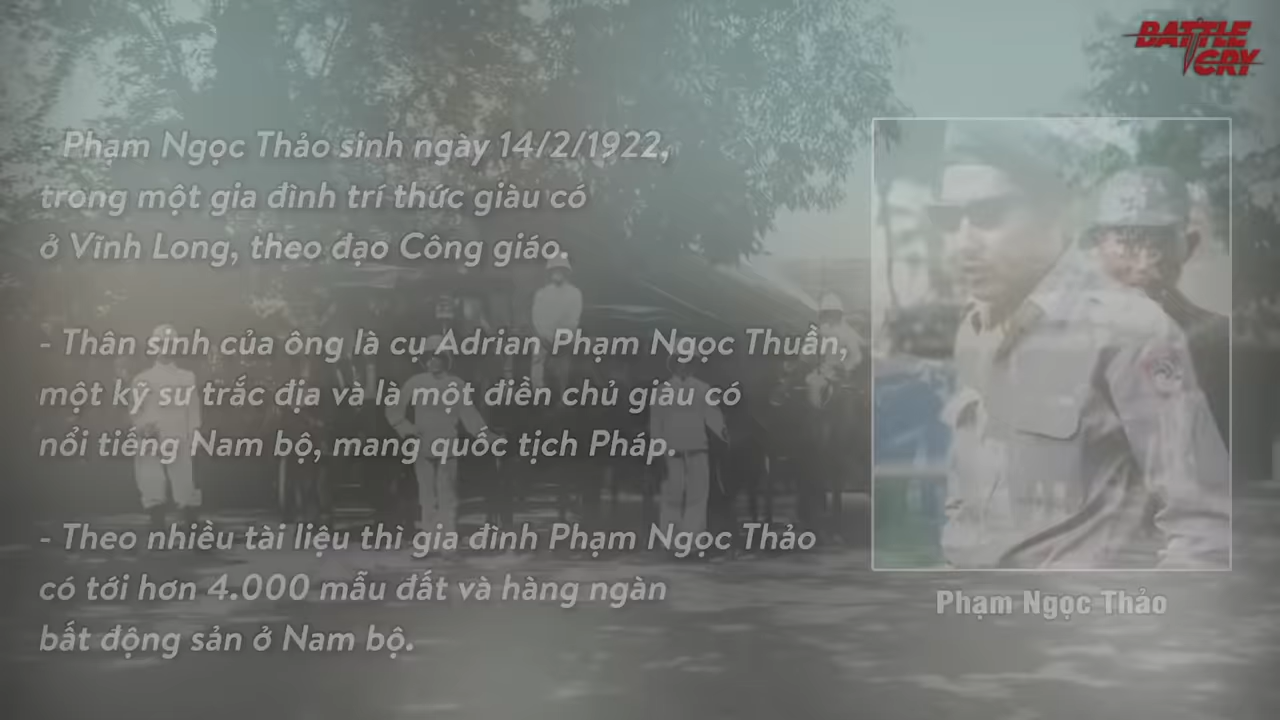 BATTLE
CRY
- Phạm Ngọc Thảo sinh ngày 14/2/1922,
trong một gia đình trí thức giàu có
ở Vĩnh Long, theo đạo Công giáo.
- Thân sinh của ông là cụ Adrian Phạm Ngọc Thuần,
một kỹ sư trắc địa và là một điền chủ giàu có
nổi tiếng Nam bộ, mang quốc tịch Pháp.
- Theo nhiều tài liệu thì gia đình Phạm Ngọc Thảo
có tới hơn 4.000 mẫu đất và hàng ngàn
bất động sản ở Nam bộ.
Phạm Ngọc Thảo